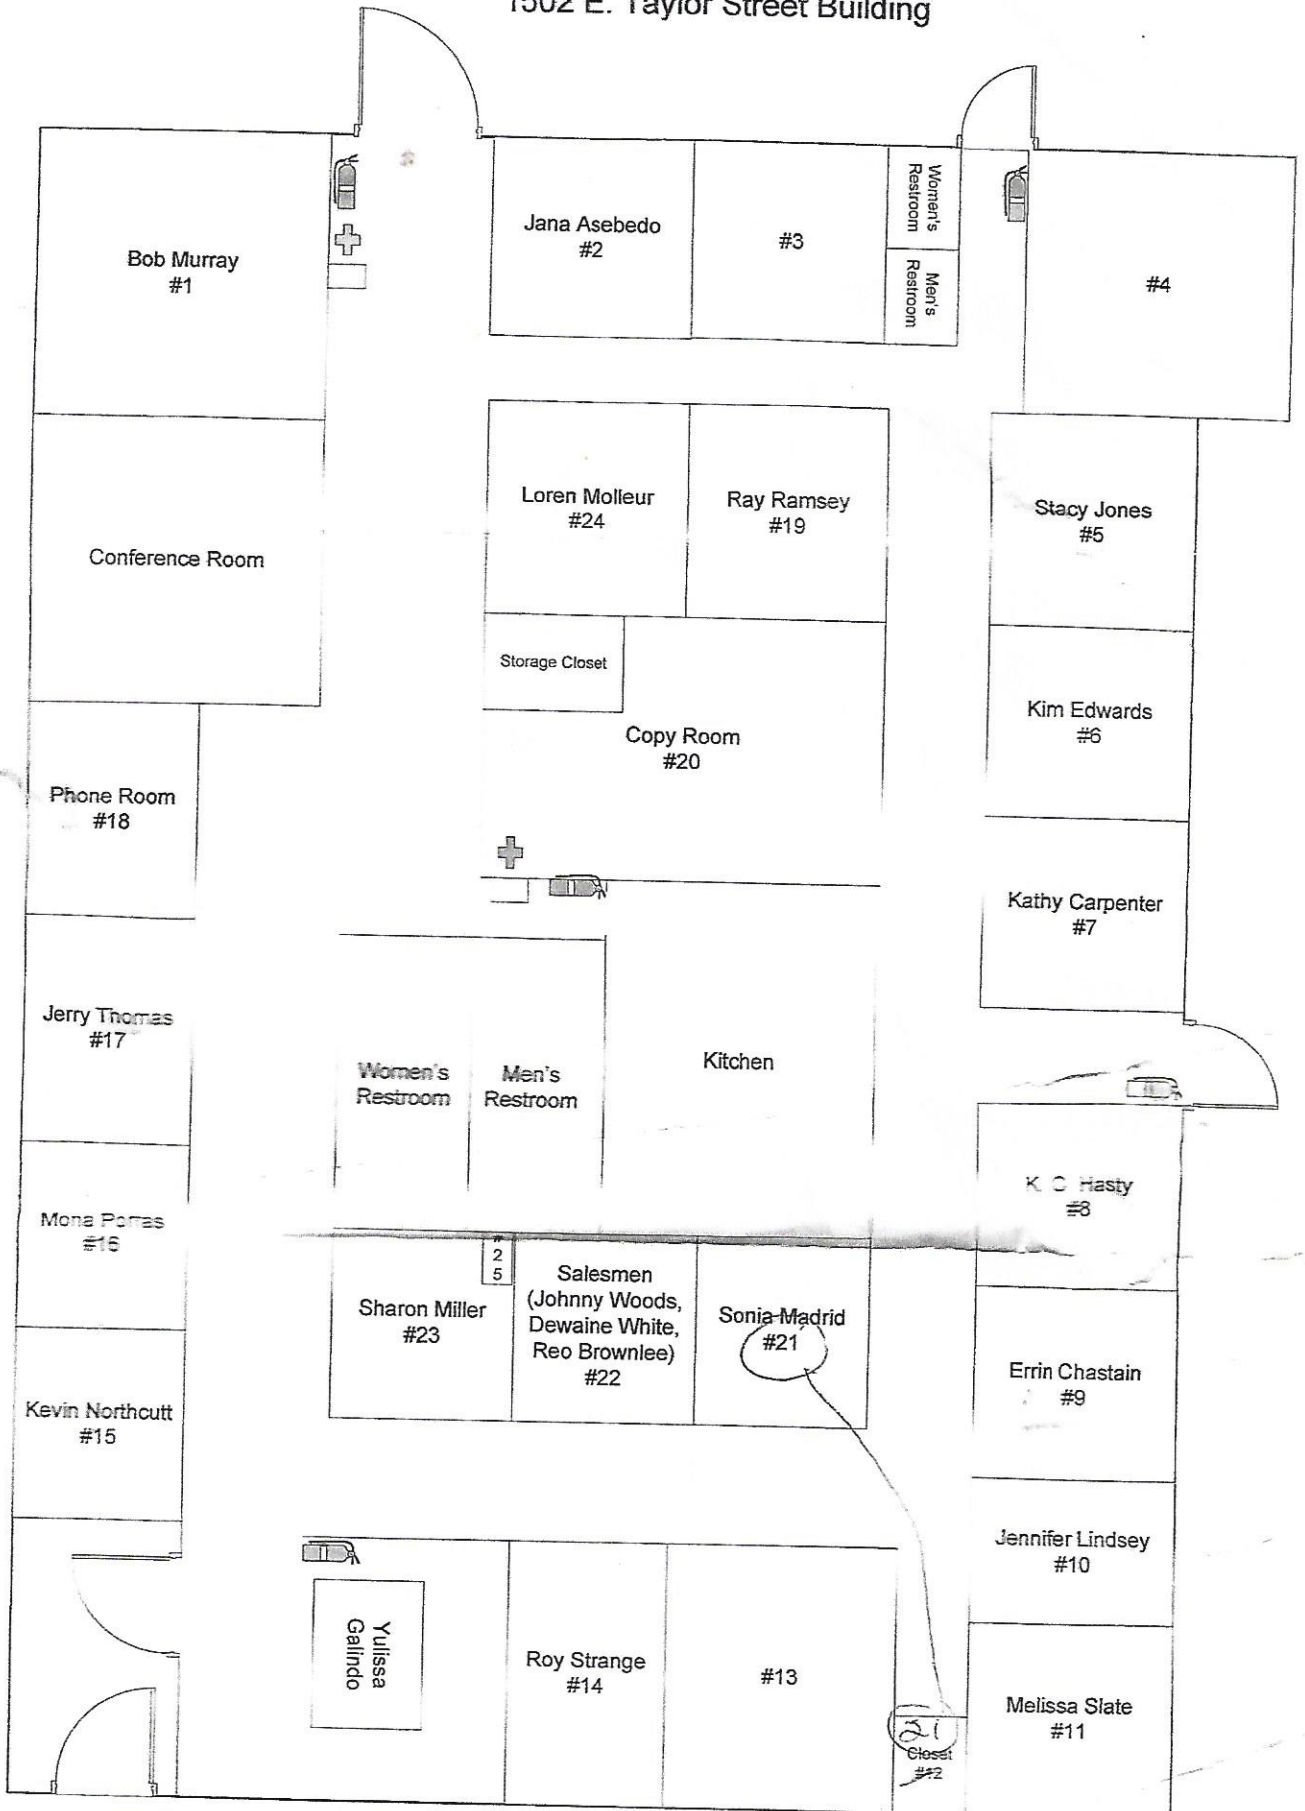 1502 E. Taylor Street Building
Bob Murray
#1
Jana Asebedo
#2
#3
Women's
Restroom
Men's
Restroom
#4
Conference Room
Loren Molleur
#24
Ray Ramsey
#19
Stacy Jones
#5
Storage Closet
Copy Room
#20
Kim Edwards
#6
Phone Room
#18
Kathy Carpenter
#7
Jerry Thomas
#17
Women's
Restroom
Men's
Restroom
Kitchen
K. C. Hasty
#8
Mona Porras
#16
Sharon Miller
#23
#
2
5
Salesmen
(Johnny Woods,
Dewaine White,
Reo Brownlee)
#22
Sonia Madrid
#21
Errin Chastain
#9
Kevin Northcutt
#15
Jennifer Lindsey
#10
Yulissa
Galindo
Roy Strange
#14
#13
21
Closet
#12
Melissa Slate
#11